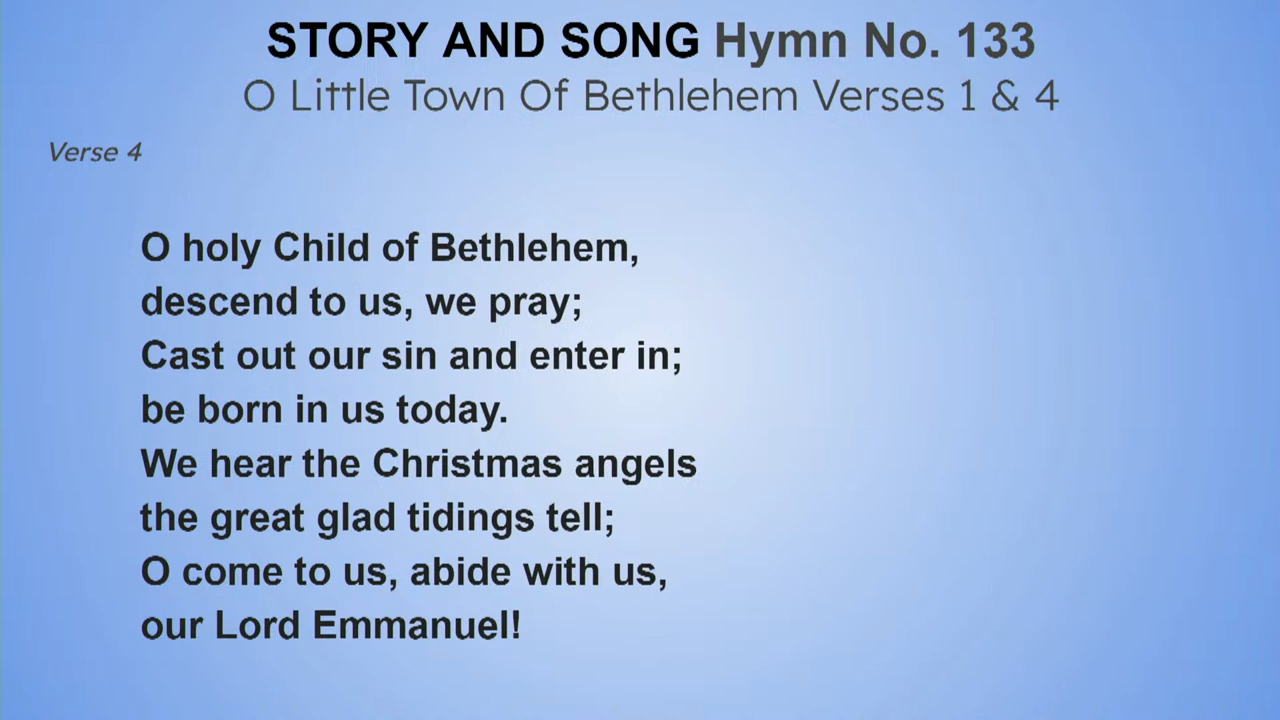 STORY AND SONG Hymn No. 133
O Little Town Of Bethlehem Verses 1 & 4
Verse 4
O holy Child of Bethlehem,
descend to us, we pray;
Cast out our sin and enter in;
be born in us today.
We hear the Christmas angels
the great glad tidings tell;
O come to us, abide with us,
our Lord Emmanuel!